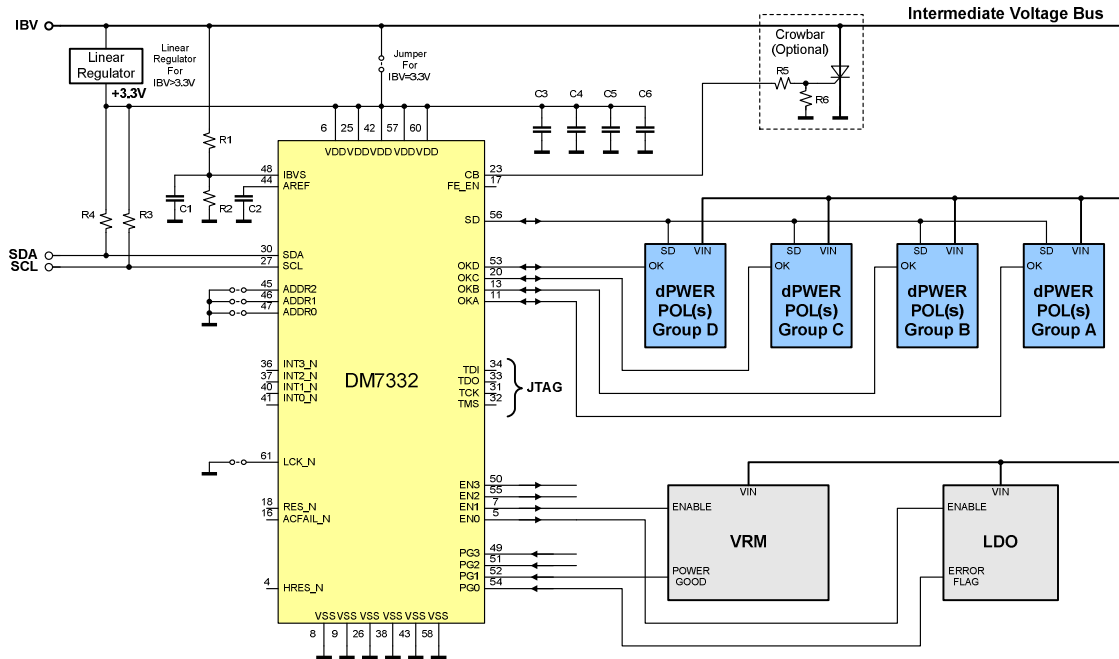 IBV
Intermediate Voltage Bus
Linear
Regulator
+3.3V
Linear
Regulator
For
IBV>3.3V
Jumper
For
IBV=3.3V
Crowbar
(Optional)
R5
R6
C3
C4
C5
C6
R1
R2
C1
C2
R4
R3
SDA
SCL
6
25
42
57
60
VDD
VDD
VDD
VDD
VDD
DM7332
48 IBVS
44 AREF
30 SDA
27 SCL
45 ADDR2
46 ADDR1
47 ADDR0
36 INT3_N
37 INT2_N
40 INT1_N
41 INT0_N
61 LCK_N
18 RES_N
16 ACFAIL_N
4 HRES_N
CB 23
FE_EN 17
SD 56
OKD 53
OKC 20
OKB 13
OKA 11
TDI 34
TDO 33
TCK 31
TMS 32
JTAG
EN3 50
EN2 55
EN1 7
EN0 5
PG3 49
PG2 51
PG1 52
PG0 54
VSS
VSS
VSS
VSS
VSS
VSS
8
9
26
38
43
58
SD
VIN
OK
dPWER
POL(s)
Group D
SD
VIN
OK
dPWER
POL(s)
Group C
SD
VIN
OK
dPWER
POL(s)
Group B
SD
VIN
OK
dPWER
POL(s)
Group A
VIN
ENABLE
VRM
POWER
GOOD
VIN
ENABLE
LDO
ERROR
FLAG